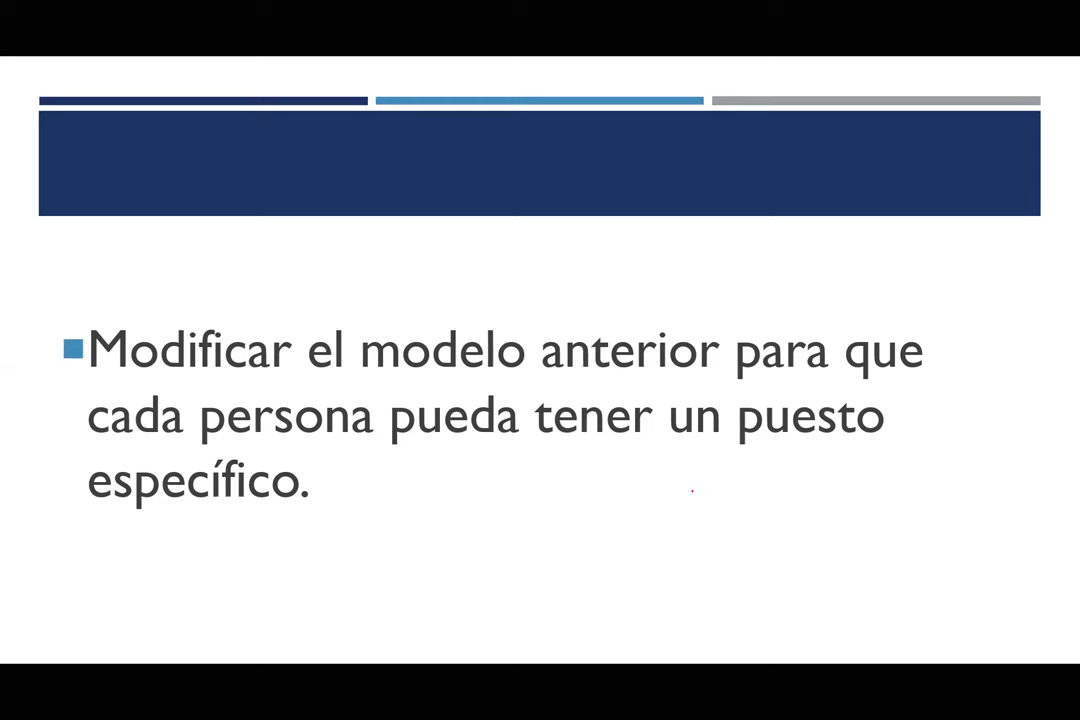 Modificar el modelo anterior para que
cada persona pueda tener un puesto
específico.